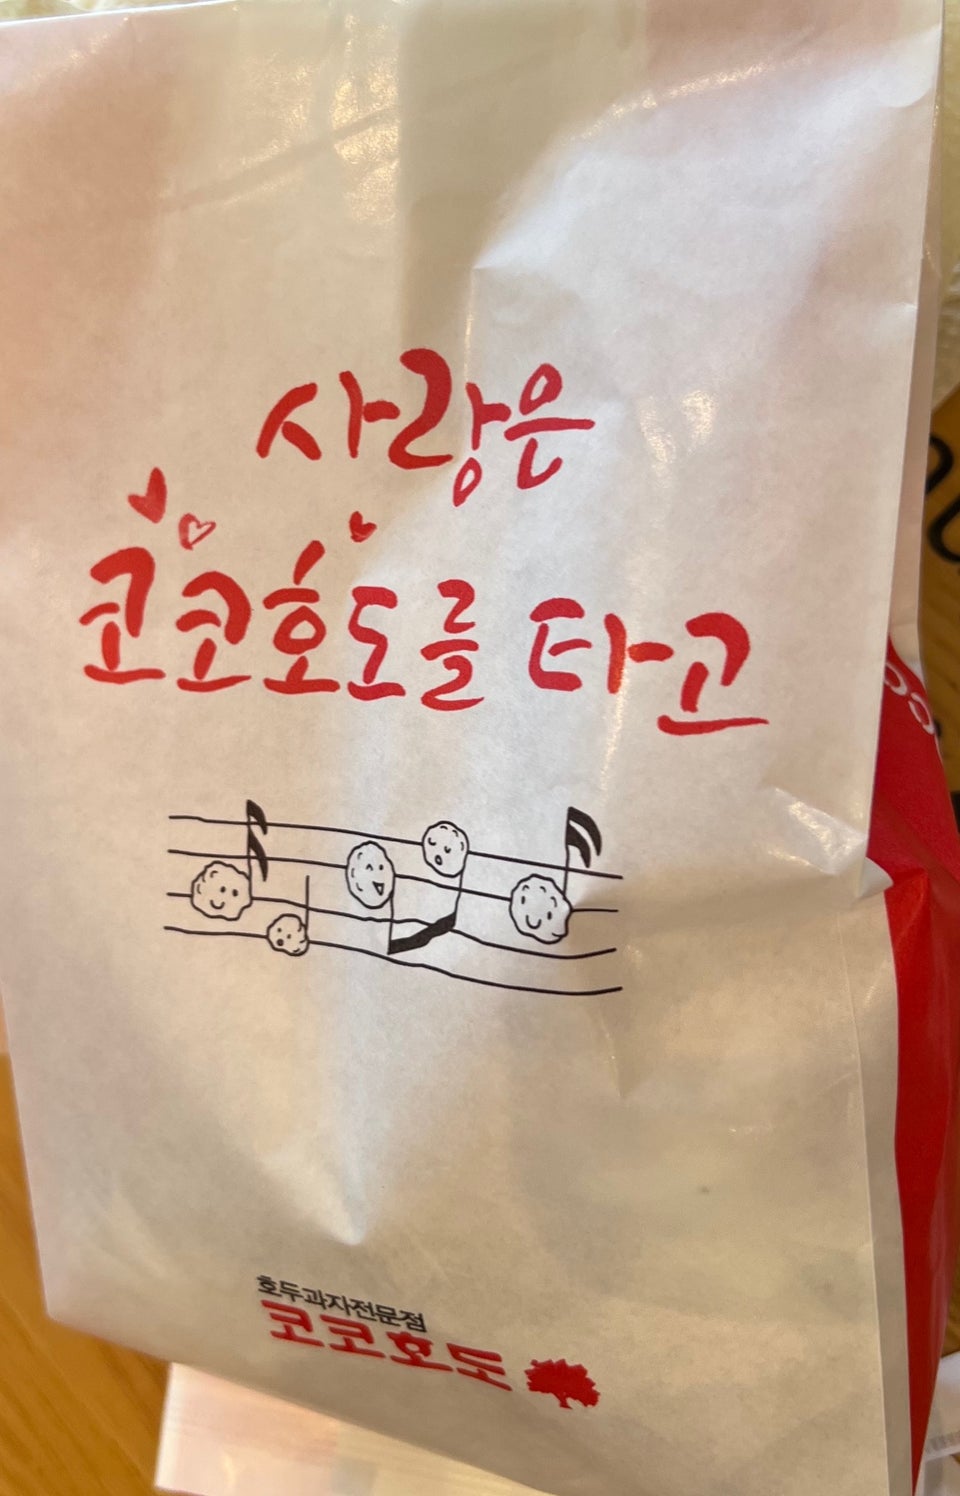 사랑은
코코호도를 타고
호두과자전문점
코코호도